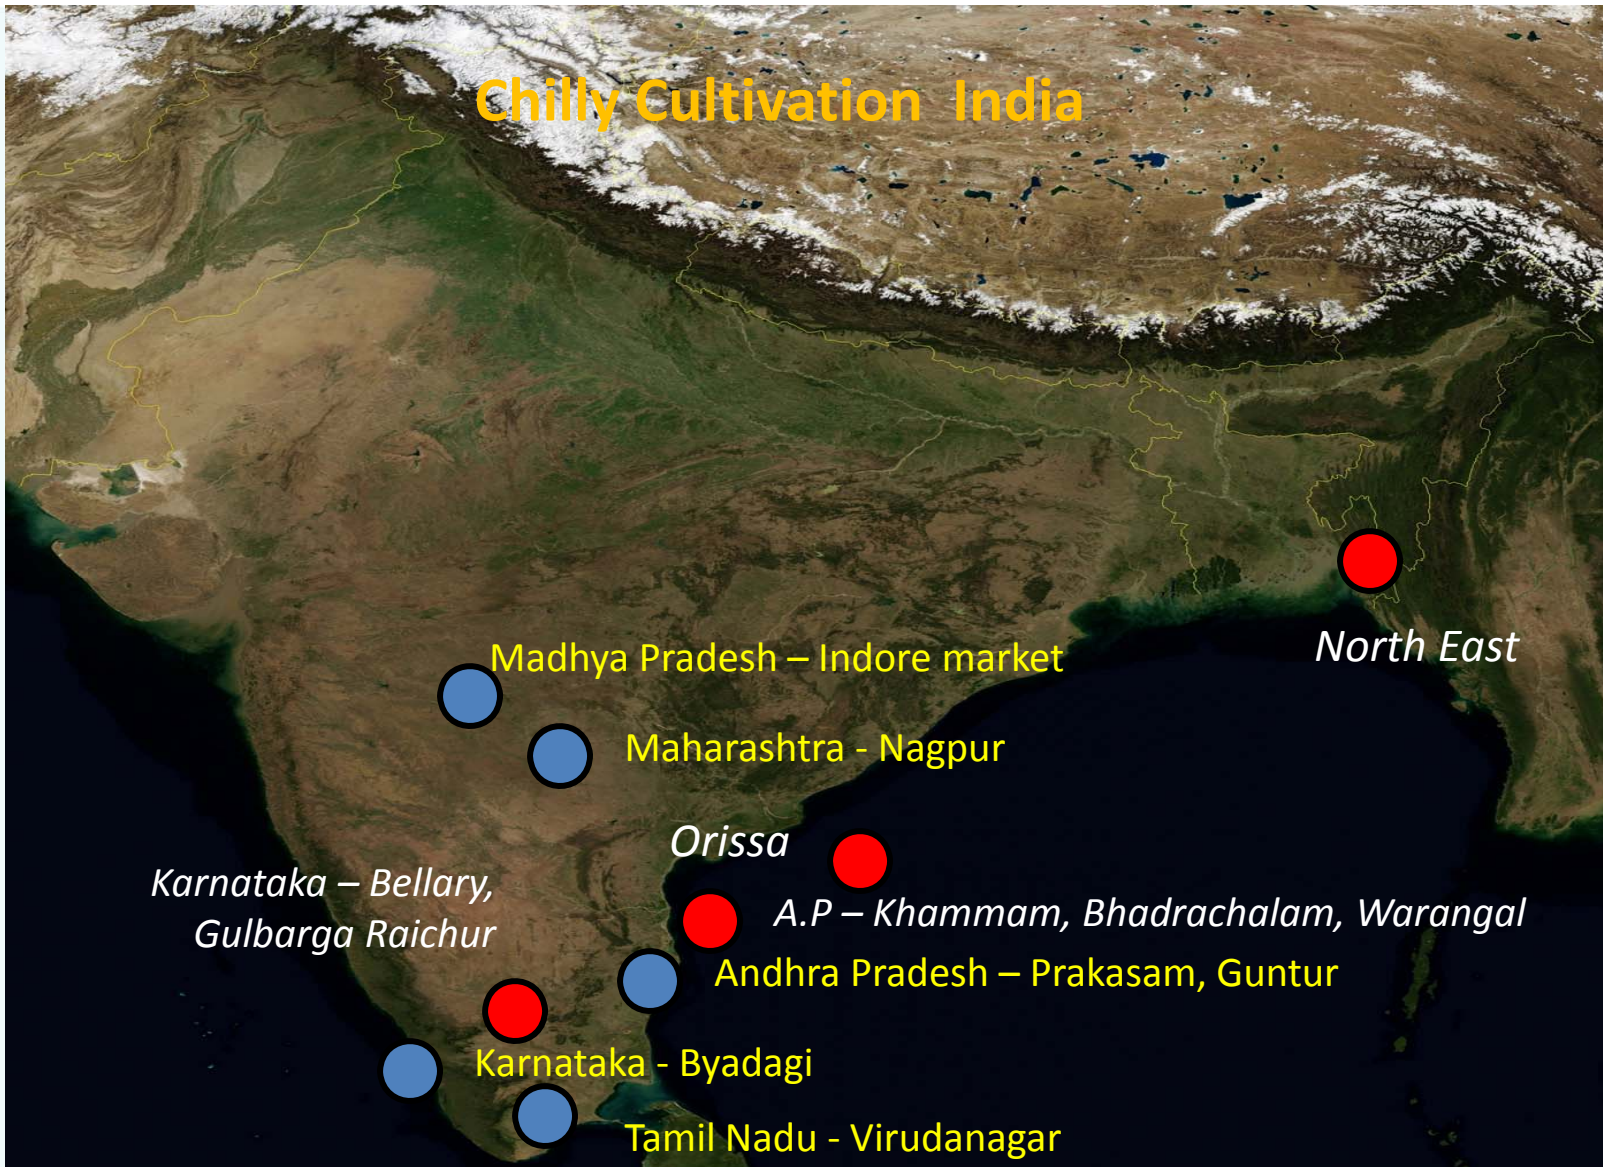 Chilly Cultivation India
North East
Madhya Pradesh – Indore market
Maharashtra - Nagpur
Orissa
Karnataka – Bellary,
Gulbarga Raichur
A.P – Khammam, Bhadrachalam, Warangal
Andhra Pradesh – Prakasam, Guntur
Karnataka - Byadagi
Tamil Nadu - Virudanagar